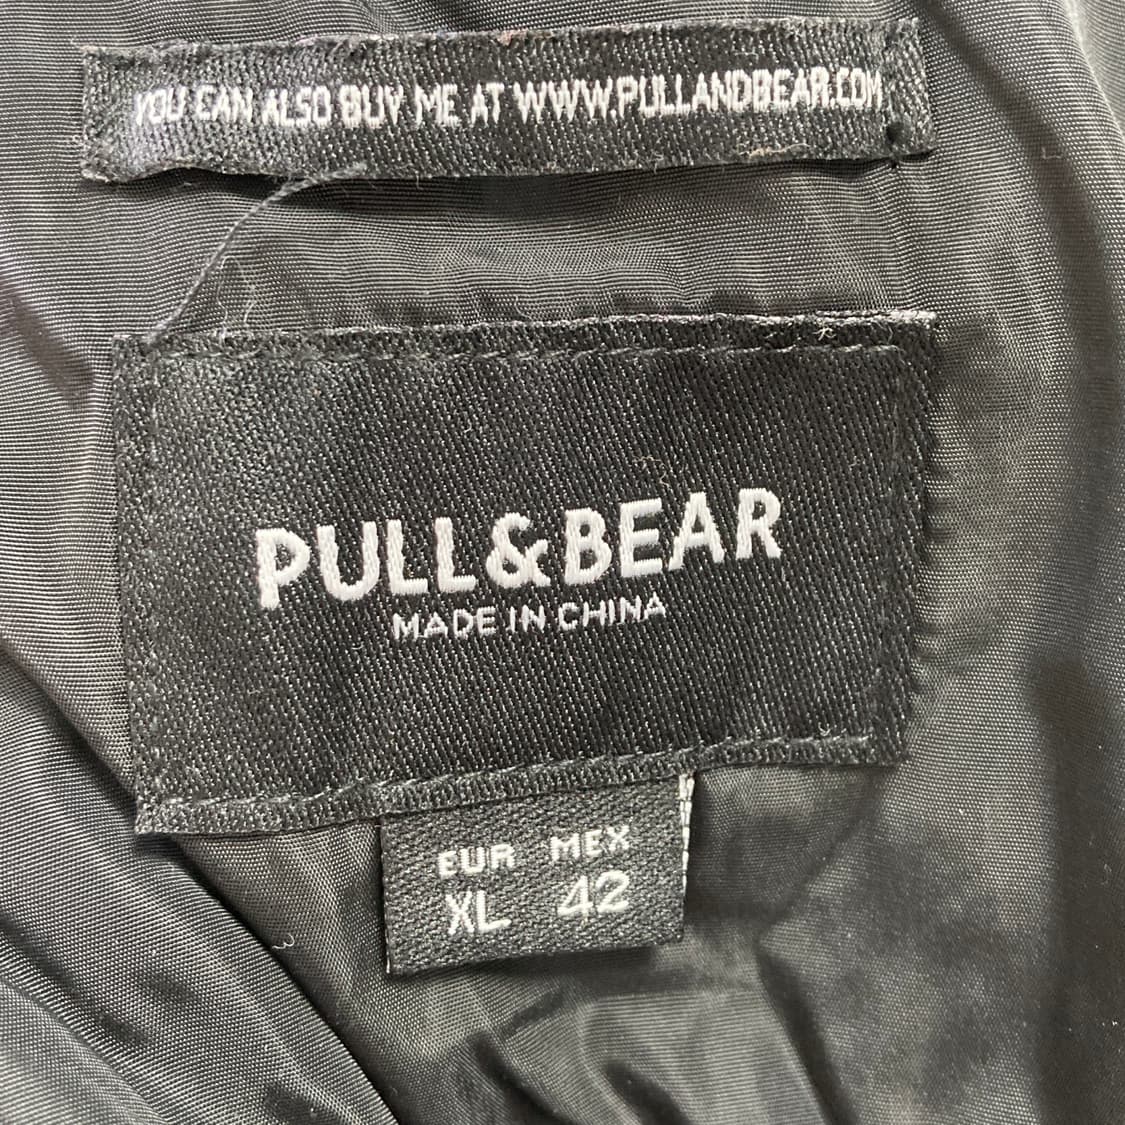 YOU CAN ALSO BUY ME AT WWW.PULLANDBEAR.COM
PULL&BEAR
MADE IN CHINA
EUR MEX
XL 42